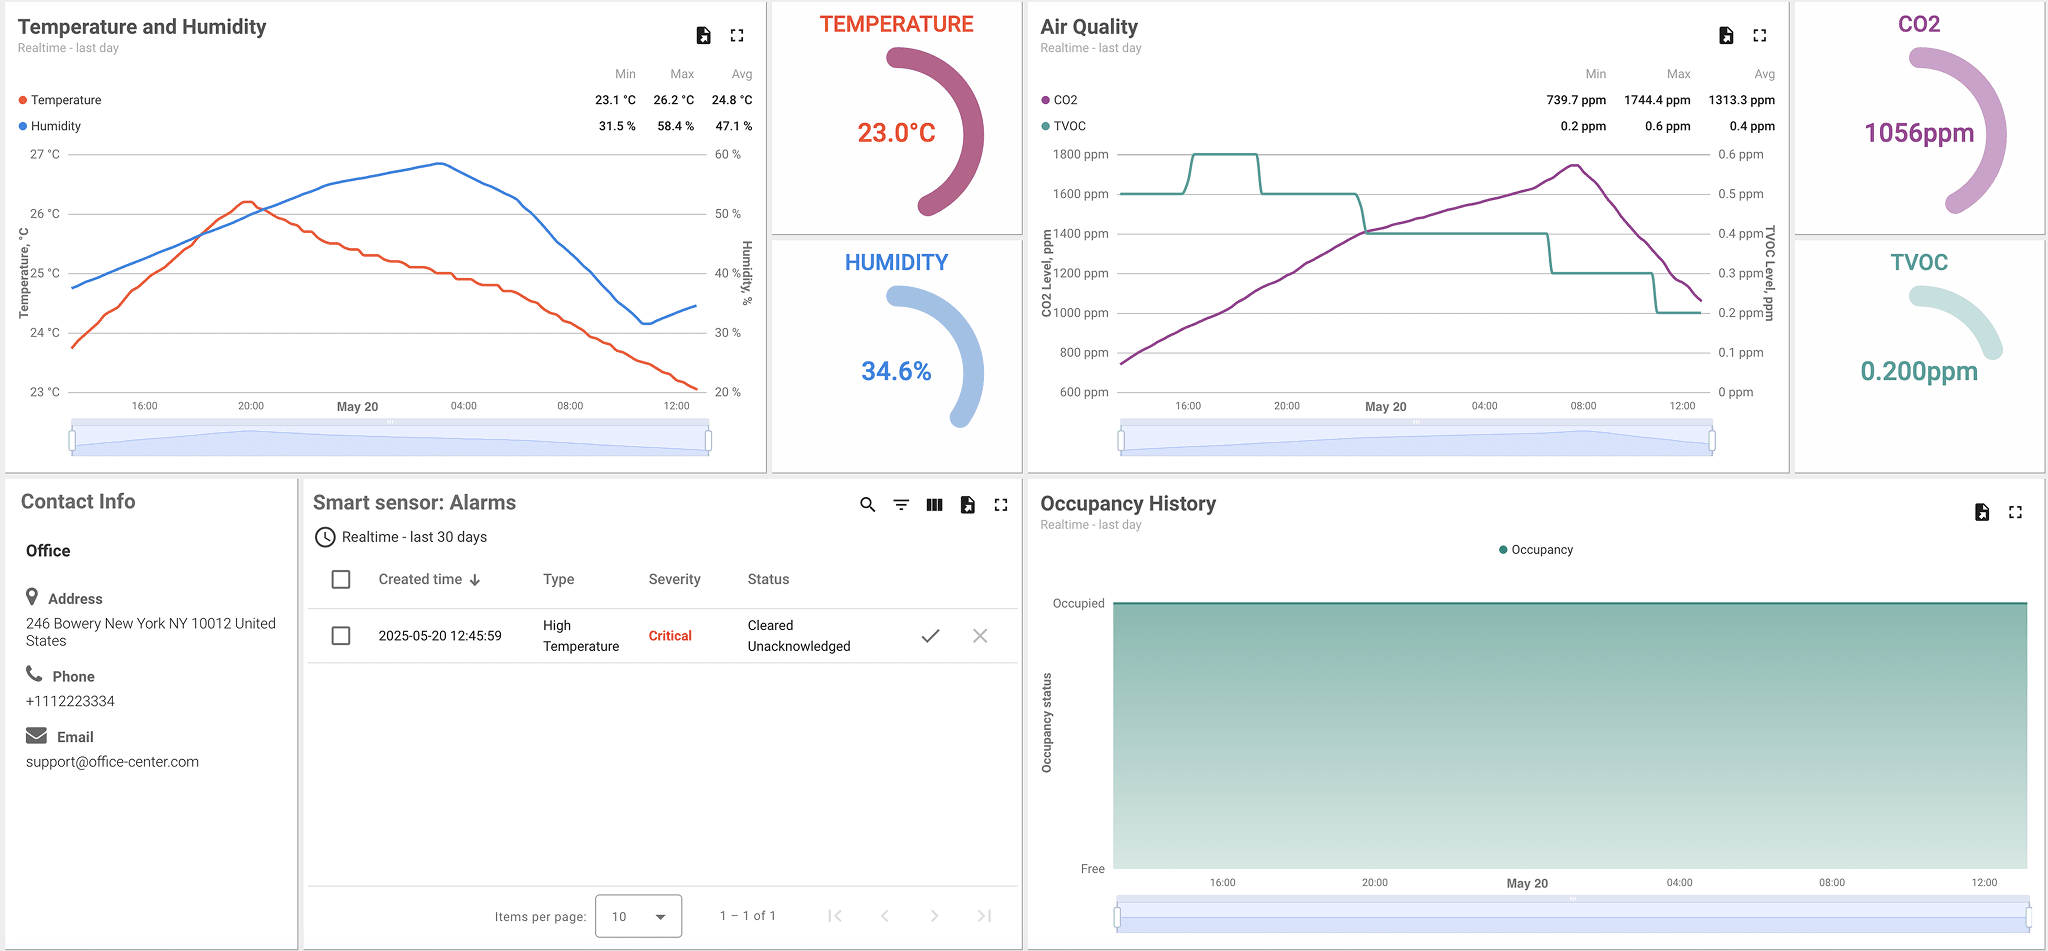 Temperature and Humidity
Realtime - last day
Min Max Avg
Temperature 23.1 °C 26.2 °C 24.8 °C
Humidity 31.5 % 58.4 % 47.1 %
27 °C 60 %
26 °C 50 %
25 °C 40 %
24 °C 30 %
23 °C 20 %
Temperature, °C
Humidity, %
16:00 20:00 May 20 04:00 08:00 12:00
TEMPERATURE
23.0°C
HUMIDITY
34.6%
Air Quality
Realtime - last day
Min Max Avg
CO2 739.7 ppm 1744.4 ppm 1313.3 ppm
TVOC 0.2 ppm 0.6 ppm 0.4 ppm
1800 ppm 0.6 ppm
1600 ppm 0.5 ppm
1400 ppm 0.4 ppm
1200 ppm 0.3 ppm
1000 ppm 0.2 ppm
800 ppm 0.1 ppm
600 ppm 0 ppm
CO2 Level, ppm
TVOC Level, ppm
16:00 20:00 May 20 04:00 08:00 12:00
CO2
1056ppm
TVOC
0.200ppm
Contact Info
Office
Address
246 Bowery New York NY 10012 United
States
Phone
+1112223334
Email
support@office-center.com
Smart sensor: Alarms
Realtime - last 30 days
Created time Type Severity Status
2025-05-20 12:45:59 High Temperature Critical Cleared Unacknowledged
Items per page: 10 1 – 1 of 1
Occupancy History
Realtime - last day
Occupancy
Occupied
Occupancy status
Free
16:00 20:00 May 20 04:00 08:00 12:00